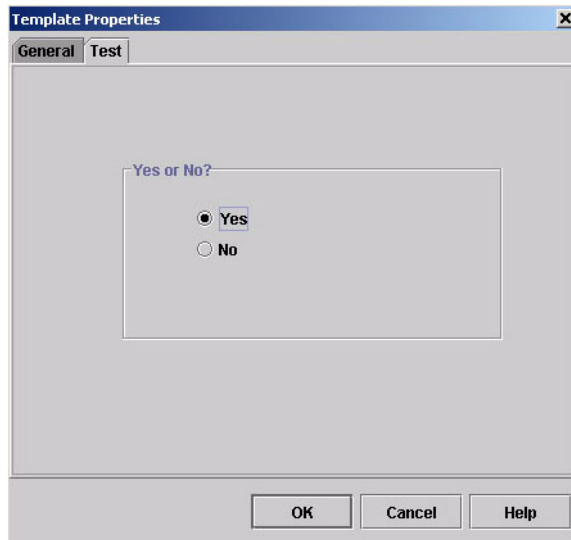 Template Properties
General Test
Yes or No?
Yes
No
OK Cancel Help